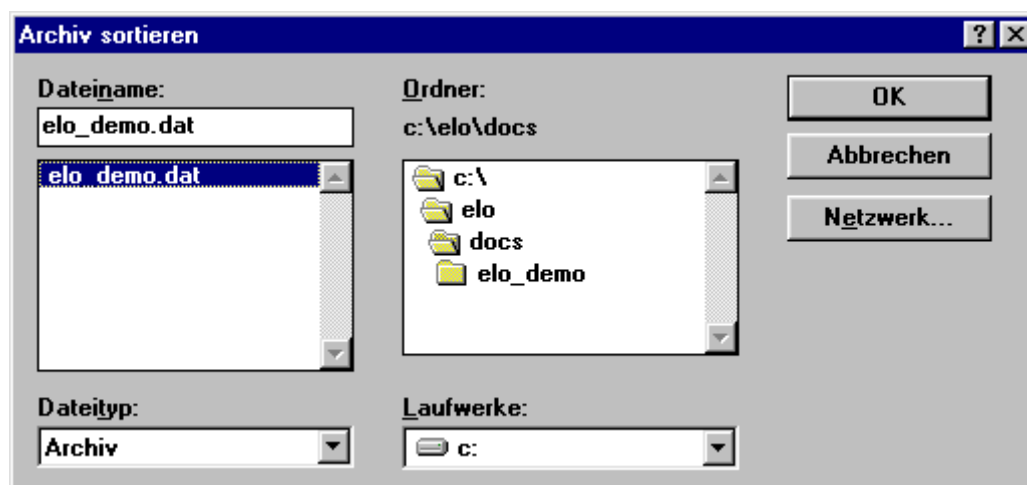 Archiv sortieren
Dateiname:
elo_demo.dat
elo_demo.dat
Dateityp:
Archiv
Ordner:
c:\elo\docs
c:\
elo
docs
elo_demo
Laufwerke:
c:
OK
Abbrechen
Netzwerk...